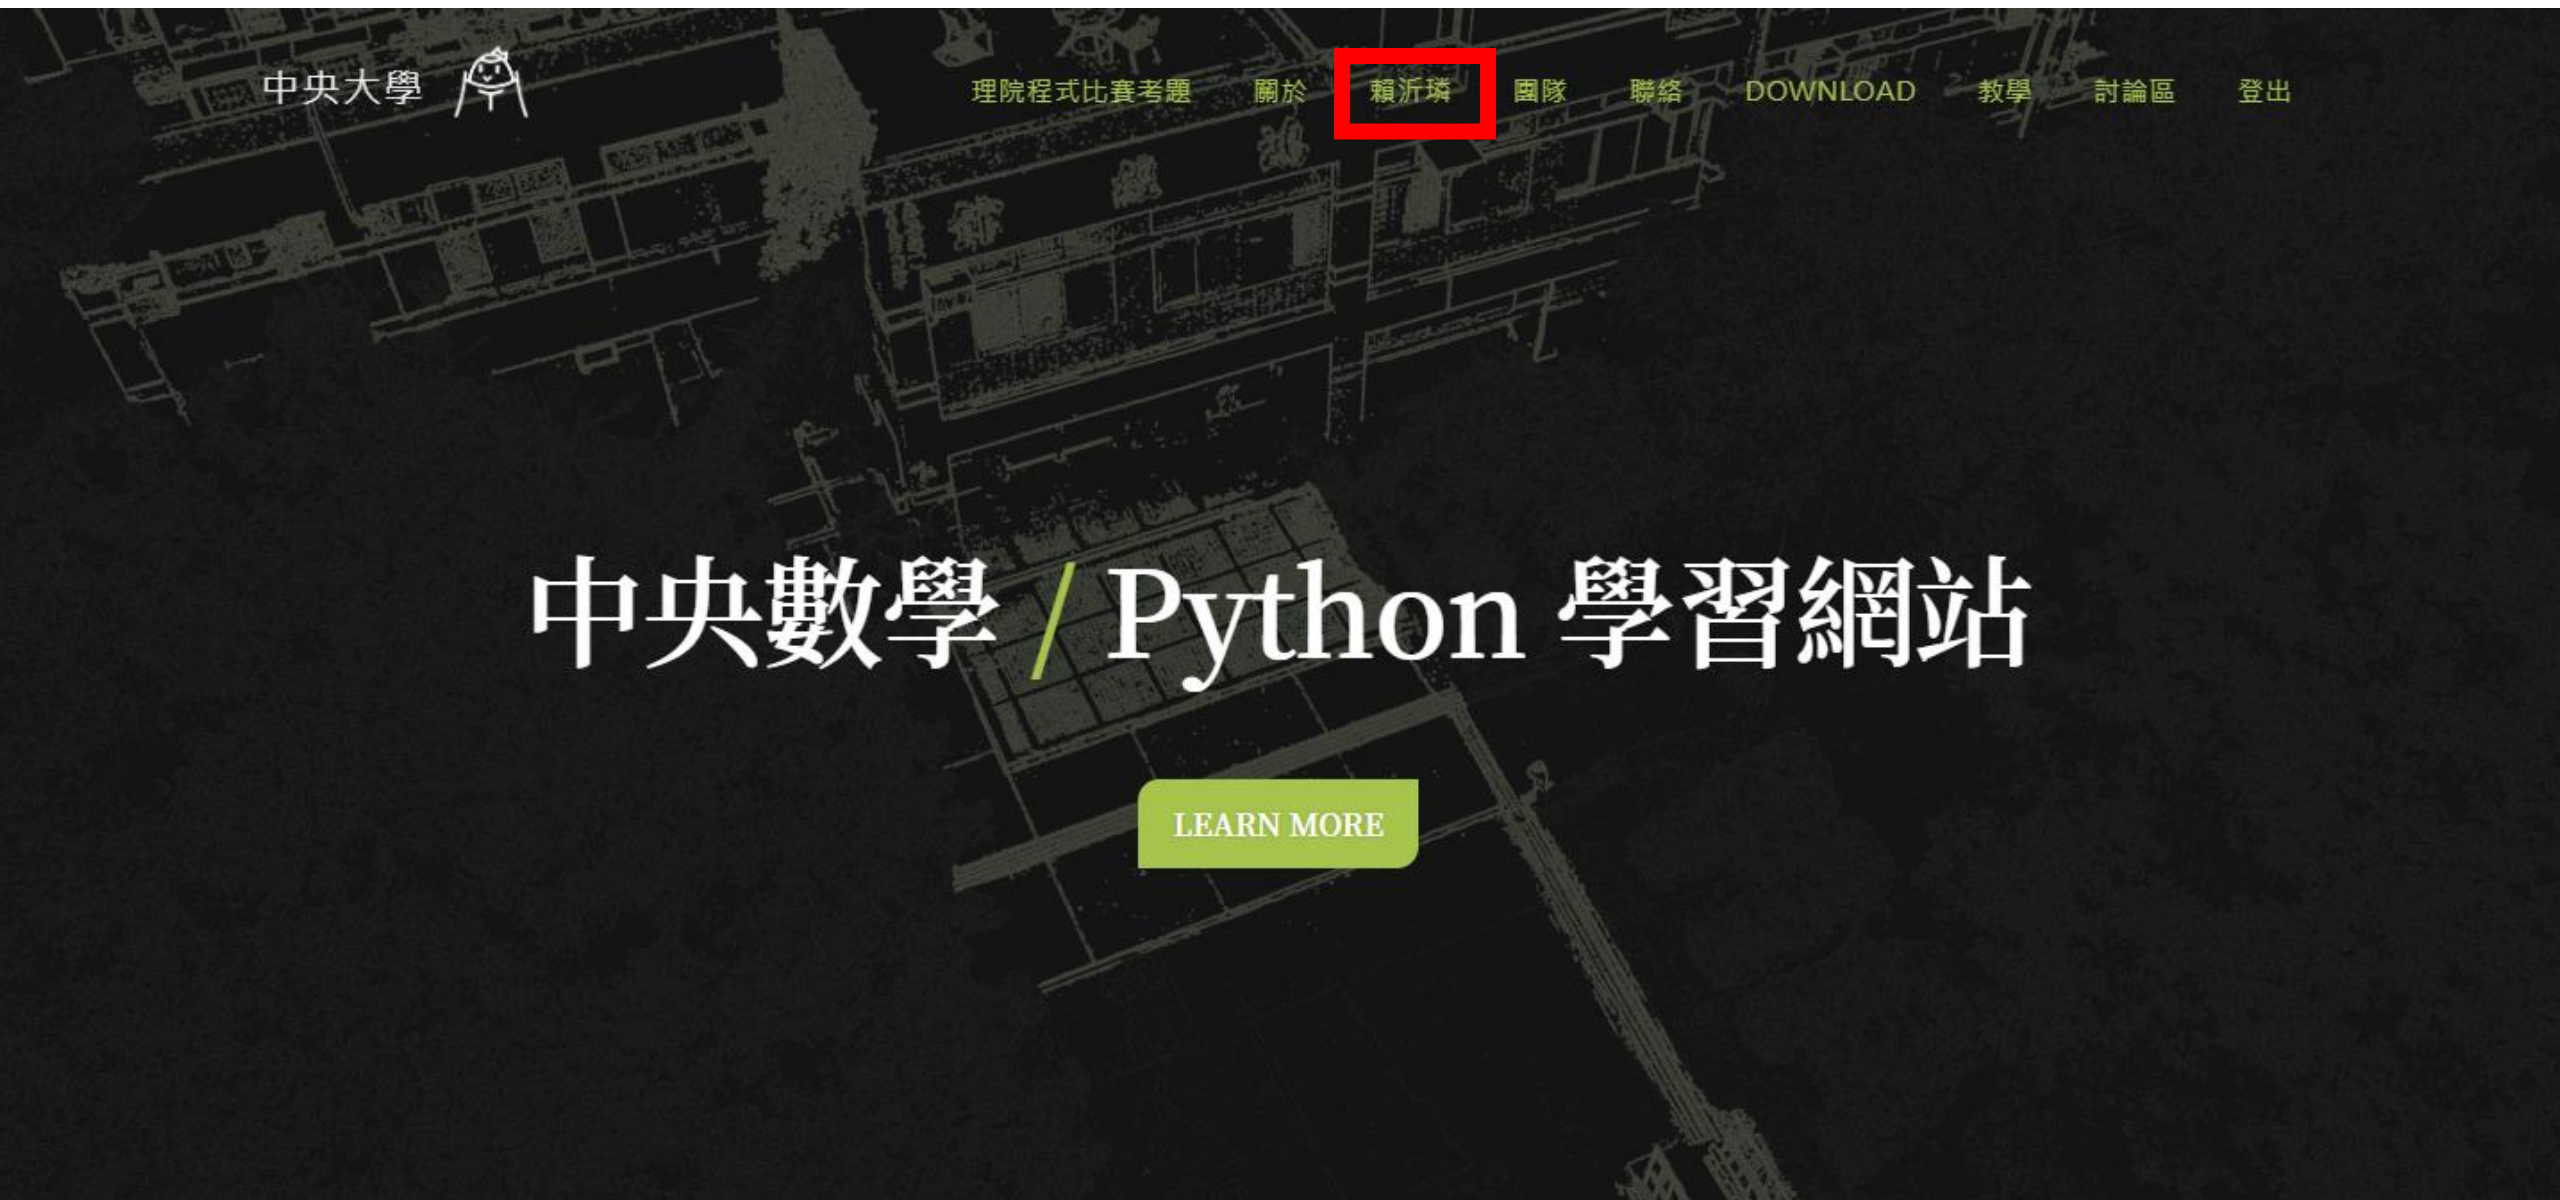 中央大學
理院程式比賽考題 關於 賴沂璘 團隊 聯絡 DOWNLOAD 教學 討論區 登出
中央數學 / Python 學習網站
LEARN MORE